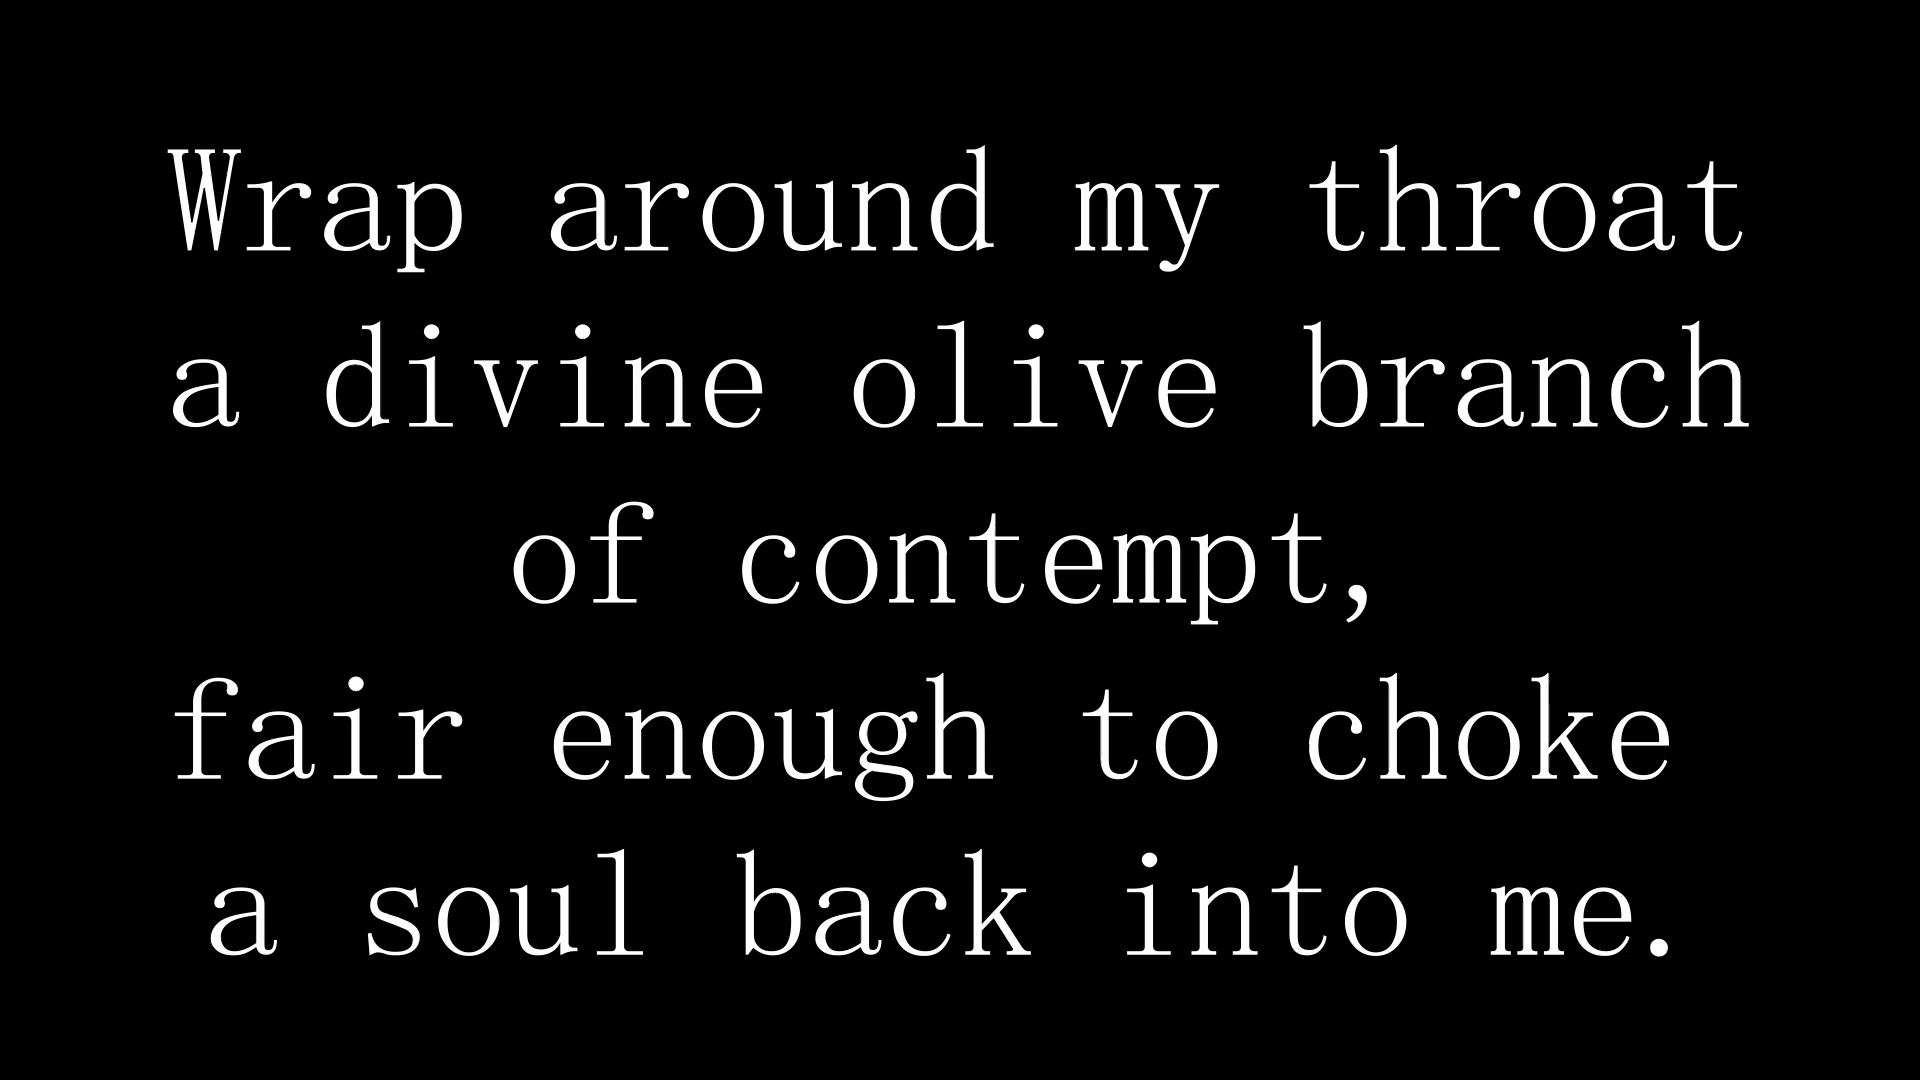 Wrap around my throat
a divine olive branch
of contempt,
fair enough to choke
a soul back into me.